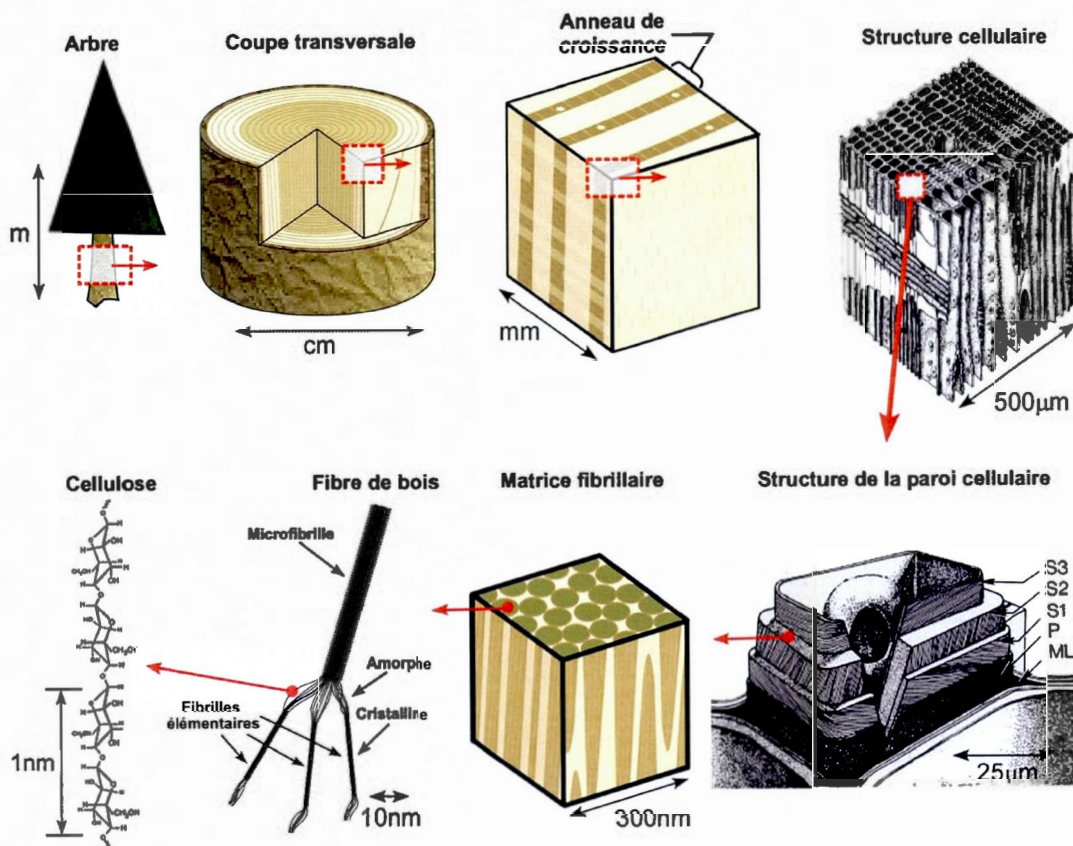 Arbre
Coupe transversale
Anneau de
croissance
Structure cellulaire
m
cm
mm
500µm
Cellulose
Fibre de bois
Matrice fibrillaire
Structure de la paroi cellulaire
Microfibrille
S3
S2
S1
P
ML
Amorphe
Fibrilles
élémentaires
Cristalline
1nm
10nm
300nm
25µm